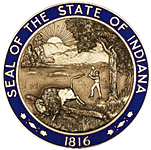 SEAL OF THE STATE OF INDIANA
1816